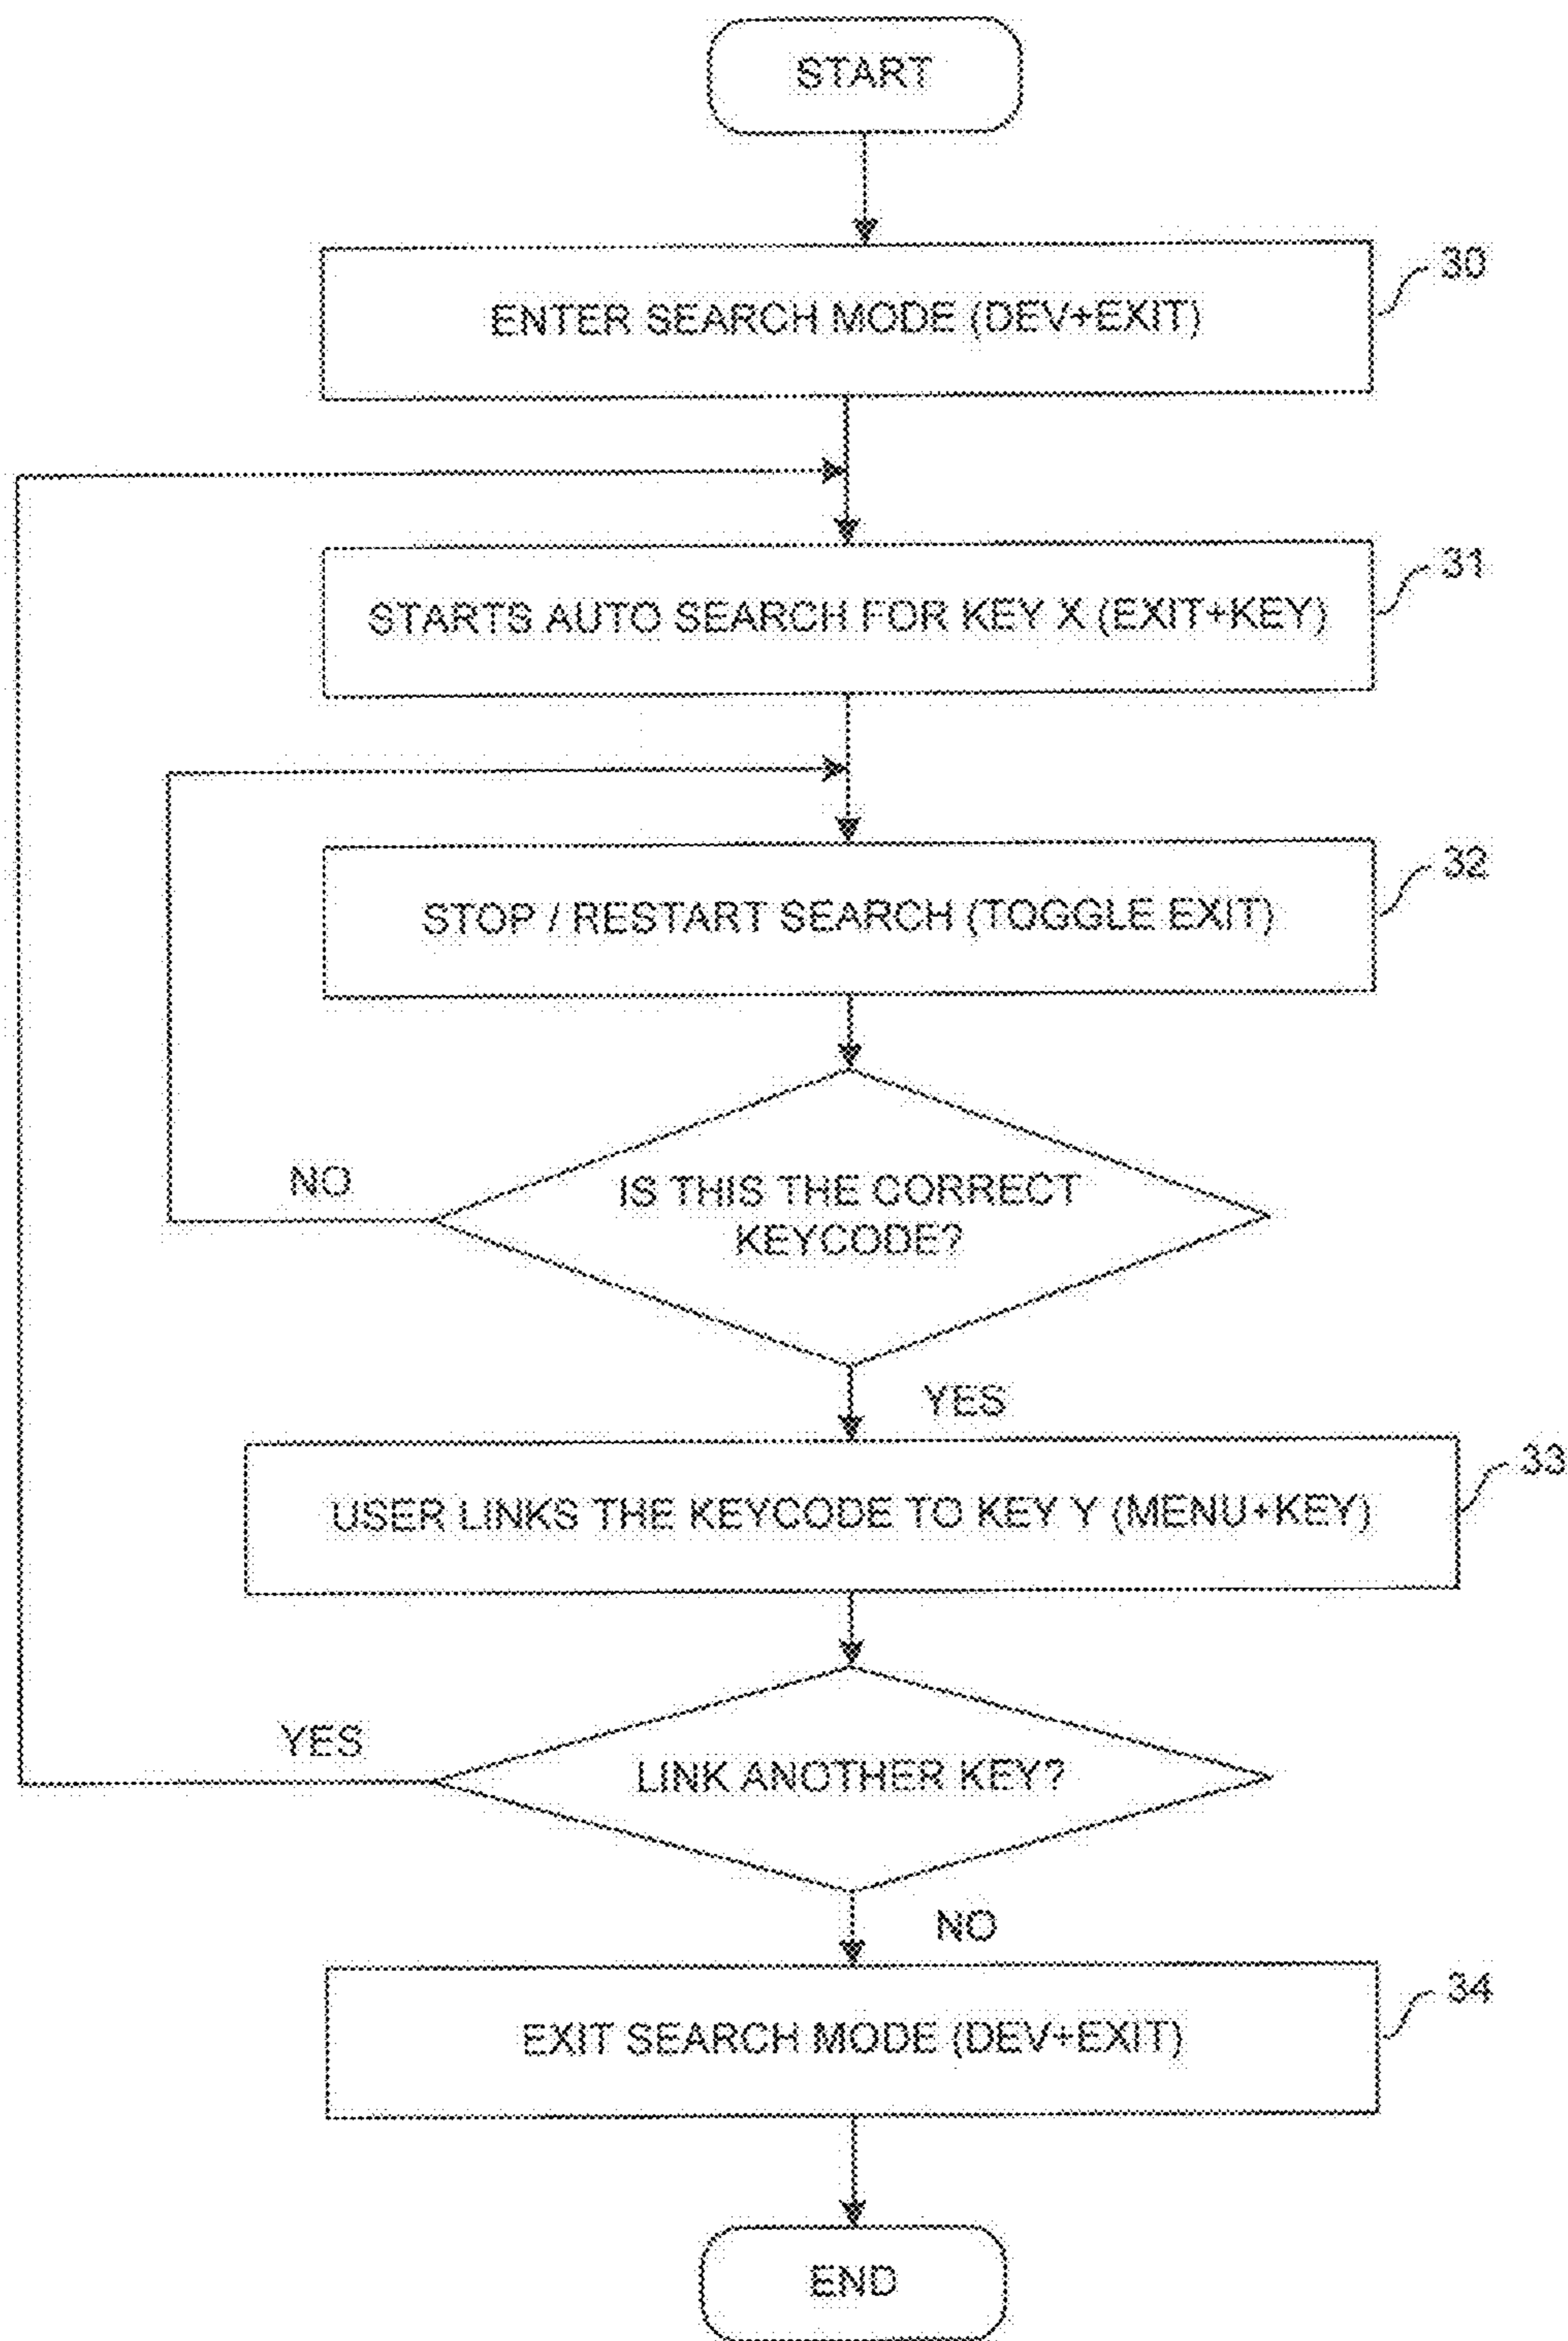 START
ENTER SEARCH MODE (DEV+EXIT)
30
STARTS AUTO SEARCH FOR KEY X (EXIT+KEY)
31
STOP / RESTART SEARCH (TOGGLE EXIT)
32
IS THIS THE CORRECT
KEYCODE?
NO
YES
USER LINKS THE KEYCODE TO KEY Y (MENU+KEY)
33
LINK ANOTHER KEY?
YES
NO
EXIT SEARCH MODE (DEV+EXIT)
34
END